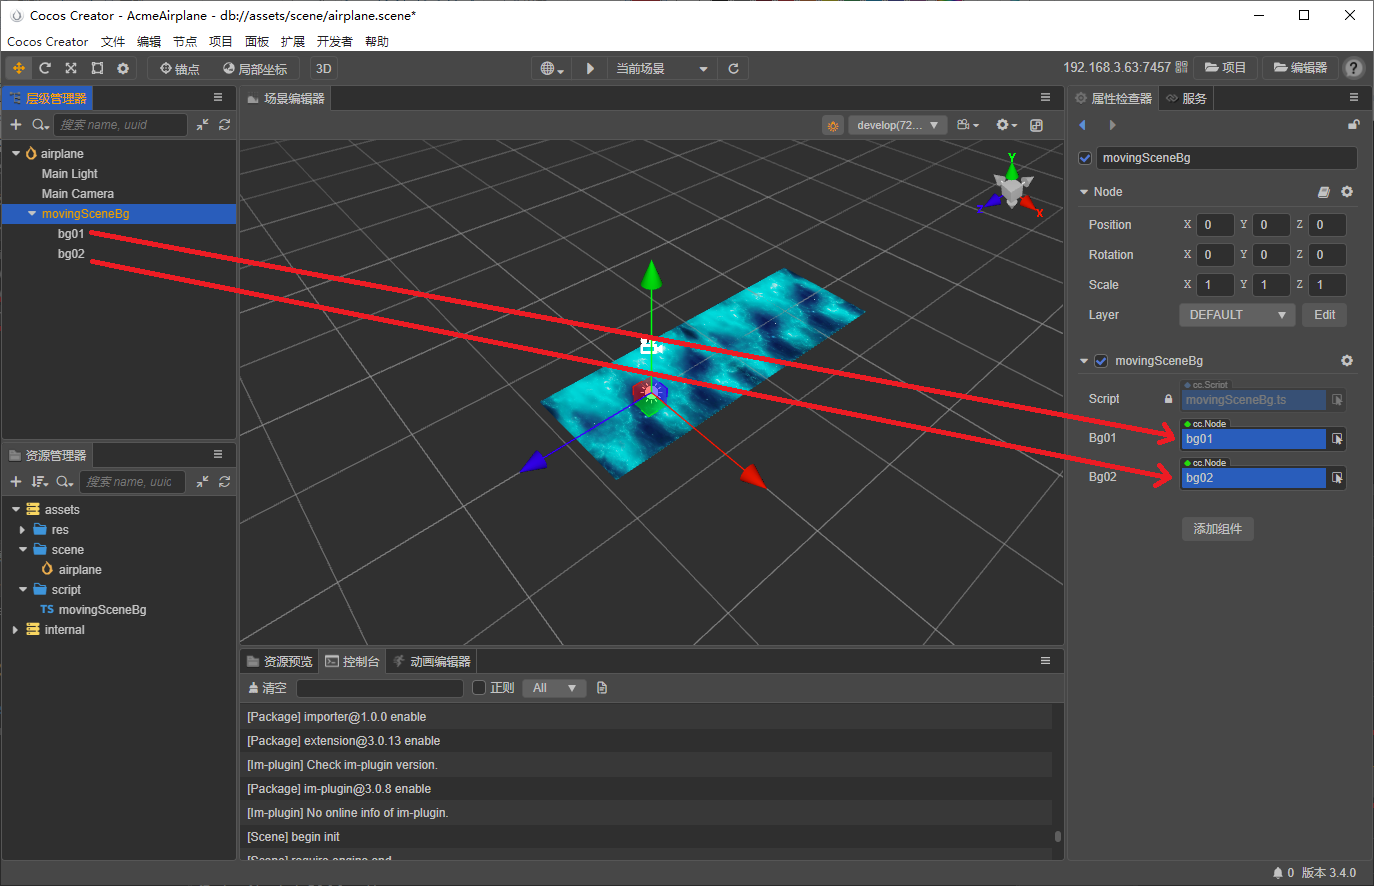 Cocos Creator - AcmeAirplane - db://assets/scene/airplane.scene*
Cocos Creator 文件 编辑 节点 项目 面板 扩展 开发者 帮助
锚点 局部坐标 3D 当前场景 192.168.3.63:7457 项目 编辑器 ?
层级管理器
搜索 name, uuid
airplane
Main Light
Main Camera
movingSceneBg
bg01
bg02
资源管理器
搜索 name, uuid
assets
res
scene
airplane
script
TS movingSceneBg
internal
场景编辑器
develop(72...
Y
X
资源预览 控制台 动画编辑器
清空 正则 All
[Package] importer@1.0.0 enable
[Package] extension@3.0.13 enable
[Im-plugin] Check im-plugin version.
[Package] im-plugin@3.0.8 enable
[Im-plugin] No online info of im-plugin.
[Scene] begin init
[Scene] require engine end
属性检查器 服务
movingSceneBg
Node
Position X 0 Y 0 Z 0
Rotation X 0 Y 0 Z 0
Scale X 1 Y 1 Z 1
Layer DEFAULT Edit
movingSceneBg
cc.Script
Script movingSceneBg.ts
cc.Node
Bg01 bg01
cc.Node
Bg02 bg02
添加组件
0 版本 3.4.0